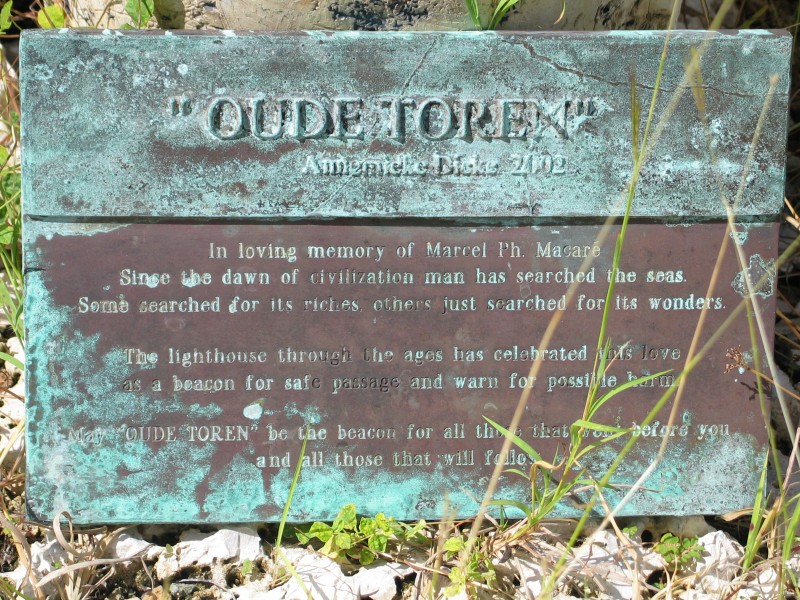 "OUDE TOREN"
Annemieke Dicke 2002
In loving memory of Marcel Ph. Macaré
Since the dawn of civilization man has searched the seas.
Some searched for its riches, others just searched for its wonders.
The lighthouse through the ages has celebrated this love
as a beacon for safe passage and warn for possible harm.
May "OUDE TOREN" be the beacon for all those that went before you
and all those that will follow